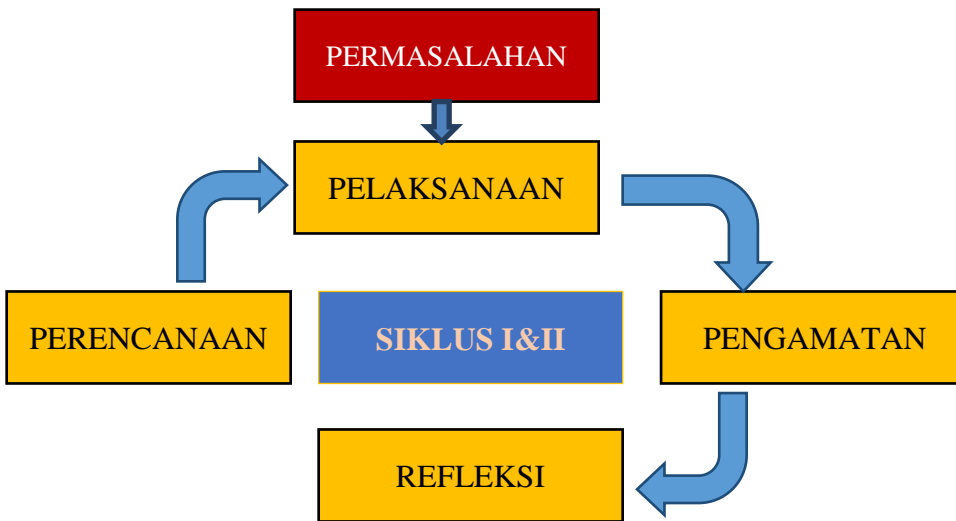 PERMASALAHAN
PELAKSANAAN
PERENCANAAN
SIKLUS I&II
PENGAMATAN
REFLEKSI